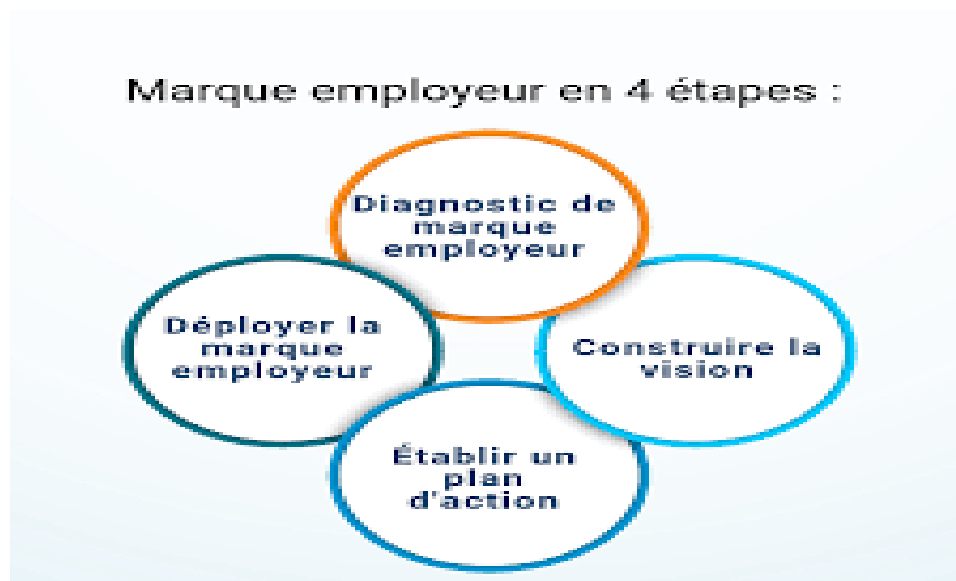 Marque employeur en 4 étapes :
Diagnostic de
marque
employeur
Construire la
vision
Établir un
plan
d'action
Déployer la
marque
employeur